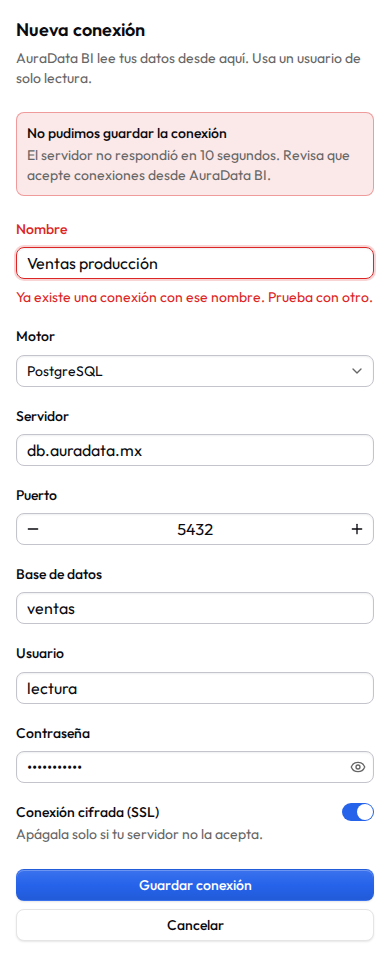 Nueva conexión
AuraData BI lee tus datos desde aquí. Usa un usuario de
solo lectura.
No pudimos guardar la conexión
El servidor no respondió en 10 segundos. Revisa que
acepte conexiones desde AuraData BI.
Nombre
Ventas producción
Ya existe una conexión con ese nombre. Prueba con otro.
Motor
PostgreSQL
Servidor
db.auradata.mx
Puerto
5432
Base de datos
ventas
Usuario
lectura
Contraseña
•••••••••••
Conexión cifrada (SSL)
Apágala solo si tu servidor no la acepta.
Guardar conexión
Cancelar